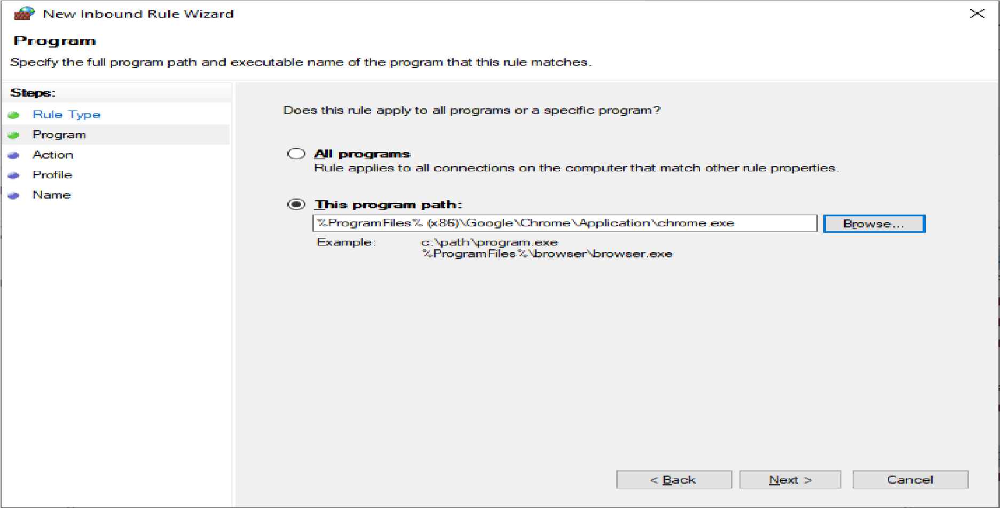 New Inbound Rule Wizard
Program
Specify the full program path and executable name of the program that this rule matches.
Steps:
Rule Type
Program
Action
Profile
Name
Does this rule apply to all programs or a specific program?
All programs
Rule applies to all connections on the computer that match other rule properties.
This program path:
%ProgramFiles% (x86)\Google\Chrome\Application\chrome.exe
Browse...
Example: c:\path\program.exe
%ProgramFiles%\browser\browser.exe
< Back Next > Cancel